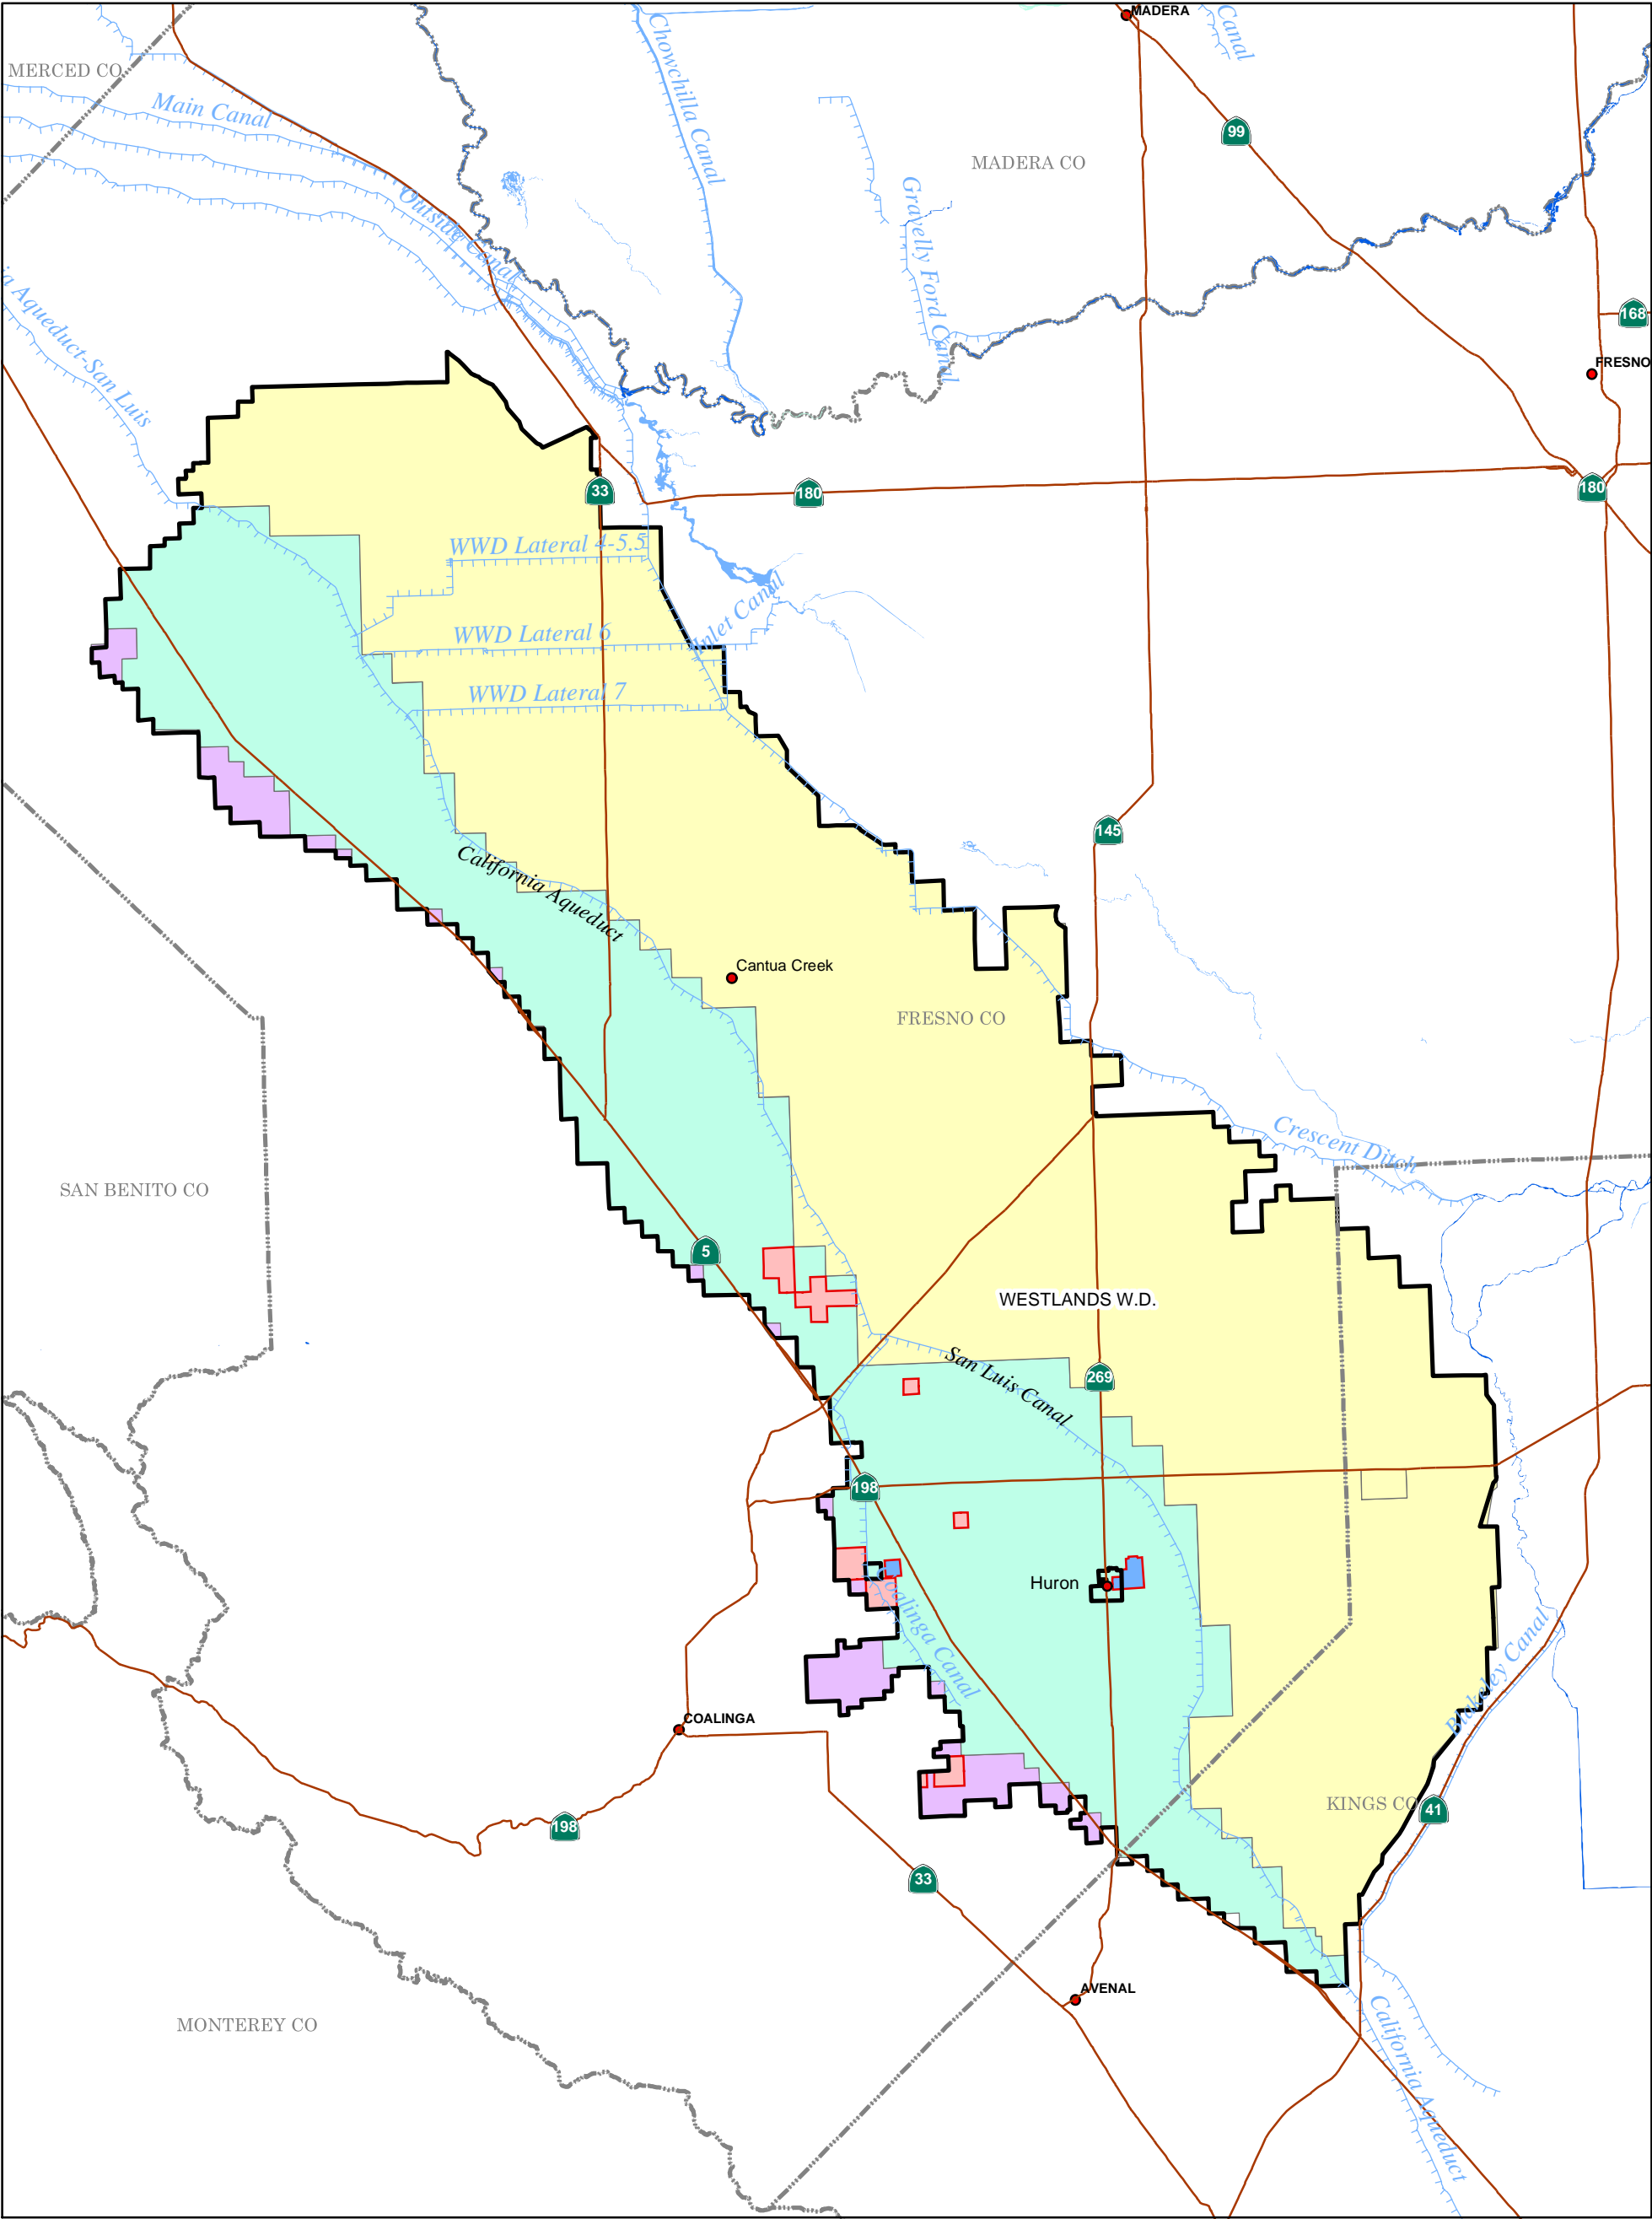 MADERA
Canal
Chowchilla Canal
MERCED CO
Main Canal
99
MADERA CO
Outside Canal
Gravelly Ford Canal
ia Aqueduct-San Luis
168
FRESNO
33
180
180
WWD Lateral 4-5.5
Inlet Canal
WWD Lateral 6
WWD Lateral 7
145
California Aqueduct
Cantua Creek
FRESNO CO
Crescent Ditch
SAN BENITO CO
5
WESTLANDS W.D.
San Luis Canal
269
198
Huron
Coalinga Canal
Blakeley Canal
COALINGA
KINGS CO
41
198
33
AVENAL
MONTEREY CO
California Aqueduct